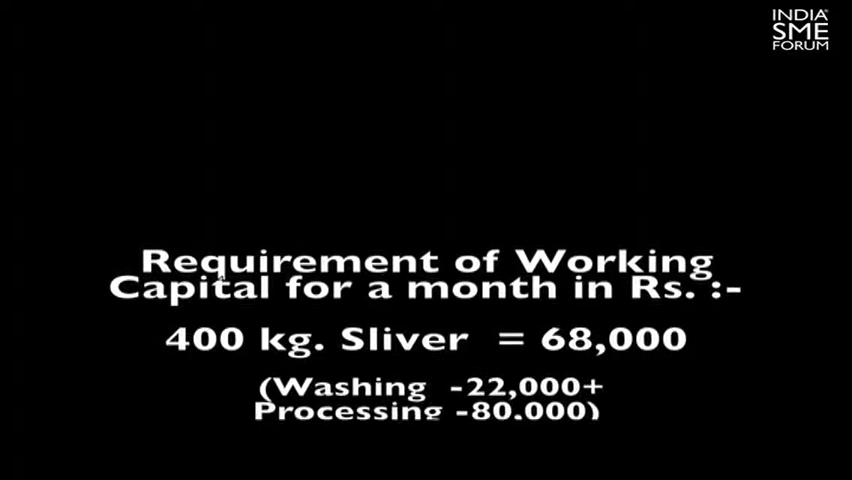 INDIA
SME
FORUM
Requirement of Working
Capital for a month in Rs. :-
400 kg. Sliver = 68,000
(Washing -22,000+
Processing -80,000)